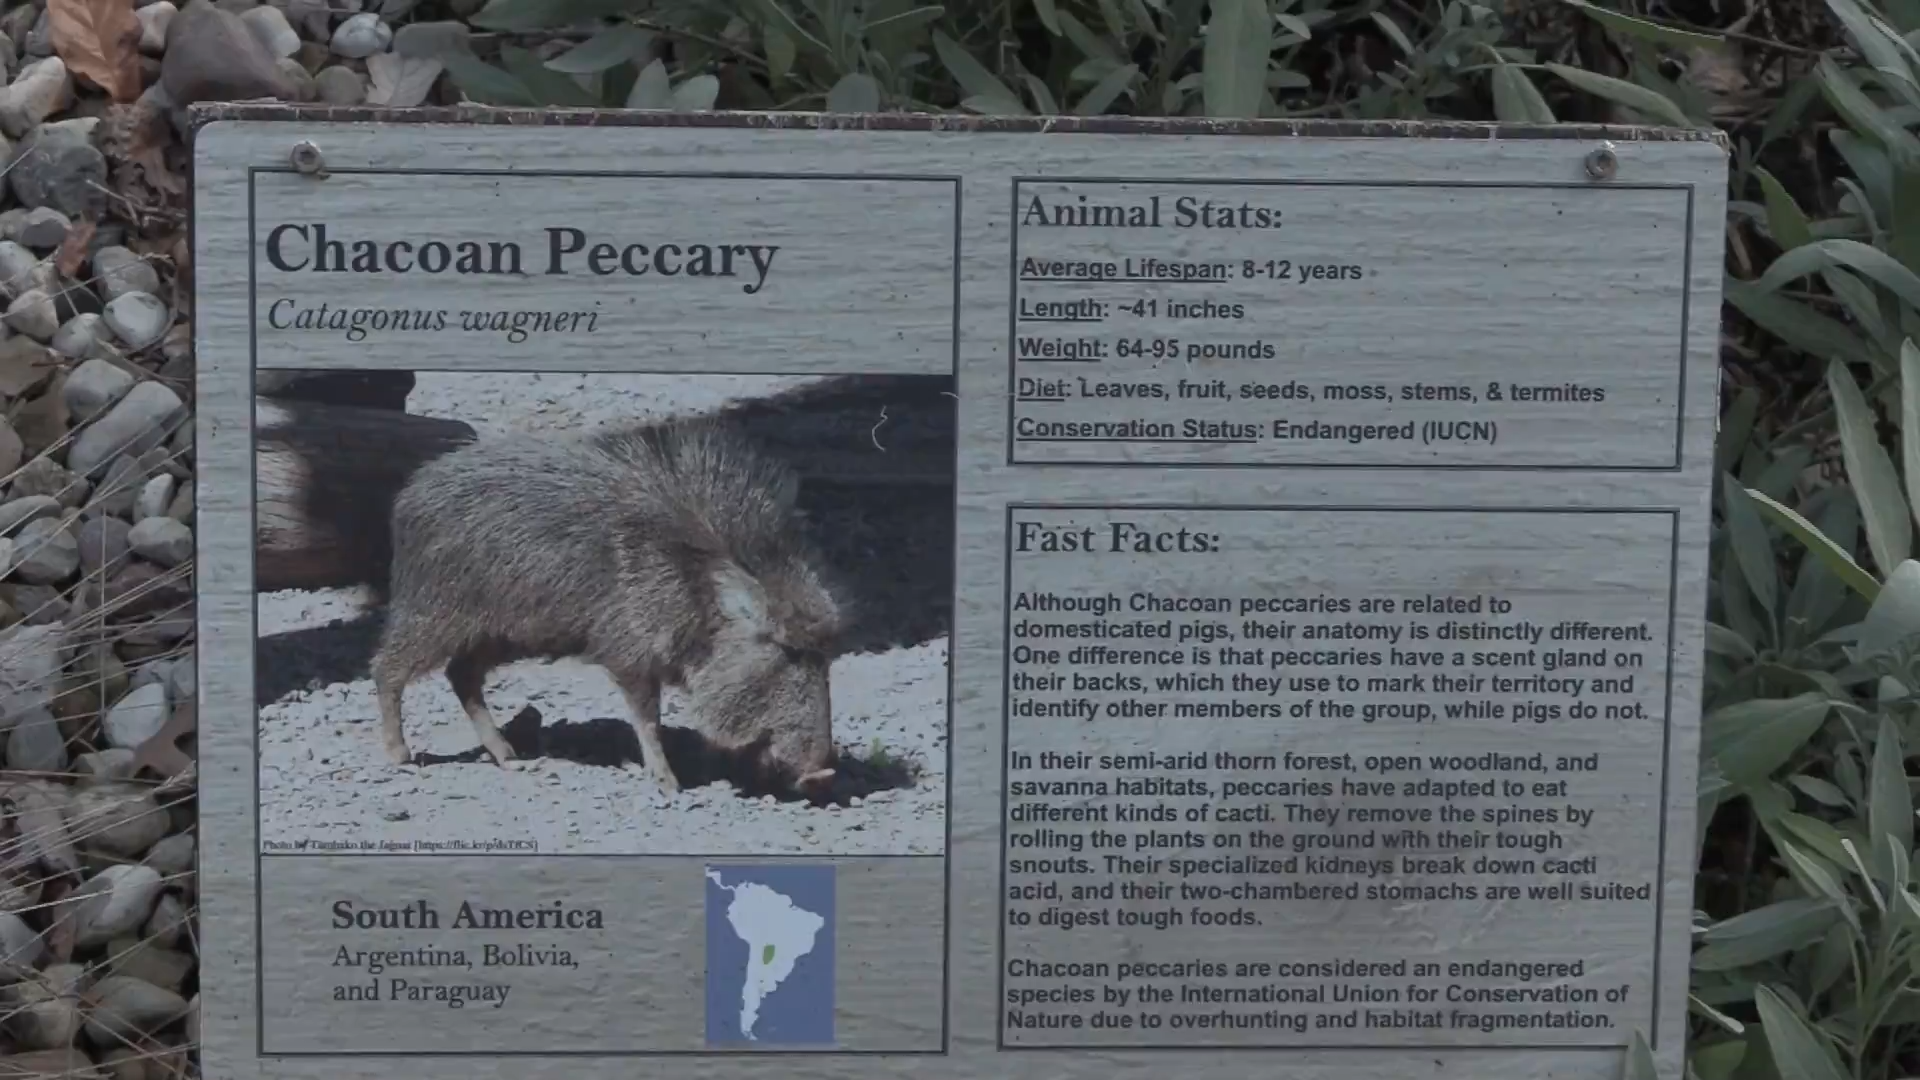 Chacoan Peccary
Catagonus wagneri
Photo by Tambako the Jaguar
South America
Argentina, Bolivia,
and Paraguay
Animal Stats:
Average Lifespan: 8-12 years
Length: ~41 inches
Weight: 64-95 pounds
Diet: Leaves, fruit, seeds, moss, stems, & termites
Conservation Status: Endangered (IUCN)
Fast Facts:
Although Chacoan peccaries are related to
domesticated pigs, their anatomy is distinctly different.
One difference is that peccaries have a scent gland on
their backs, which they use to mark their territory and
identify other members of the group, while pigs do not.
In their semi-arid thorn forest, open woodland, and
savanna habitats, peccaries have adapted to eat
different kinds of cacti. They remove the spines by
rolling the plants on the ground with their tough
snouts. Their specialized kidneys break down cacti
acid, and their two-chambered stomachs are well suited
to digest tough foods.
Chacoan peccaries are considered an endangered
species by the International Union for Conservation of
Nature due to overhunting and habitat fragmentation.